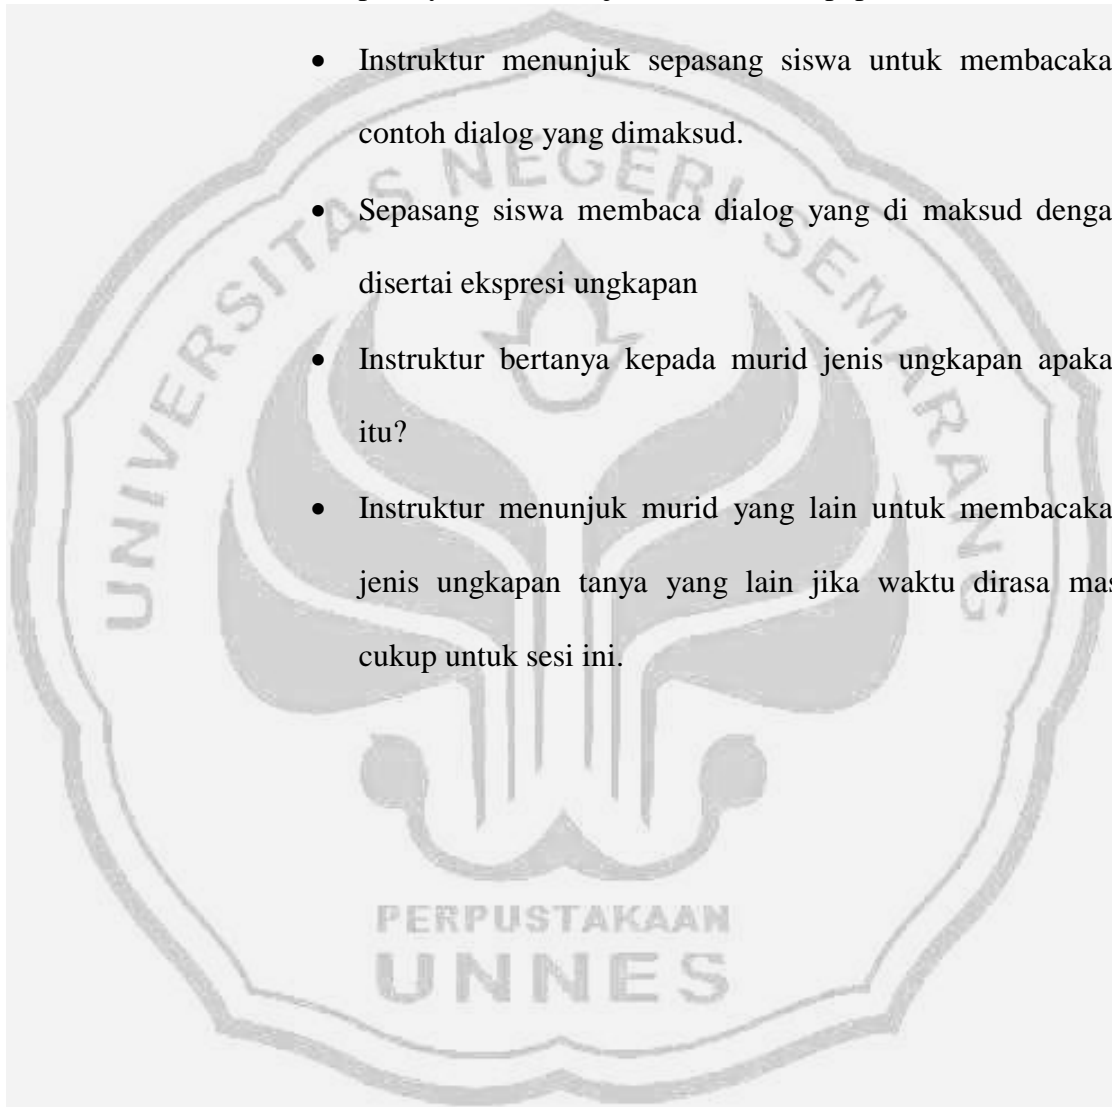 • Instruktur menunjuk sepasang siswa untuk membacaka
contoh dialog yang dimaksud.
• Sepasang siswa membaca dialog yang di maksud denga
disertai ekspresi ungkapan
• Instruktur bertanya kepada murid jenis ungkapan apaka
itu?
• Instruktur menunjuk murid yang lain untuk membacaka
jenis ungkapan tanya yang lain jika waktu dirasa mas
cukup untuk sesi ini.
UNIVERSITAS NEGERI SEMARANG
PERPUSTAKAAN
UNNES